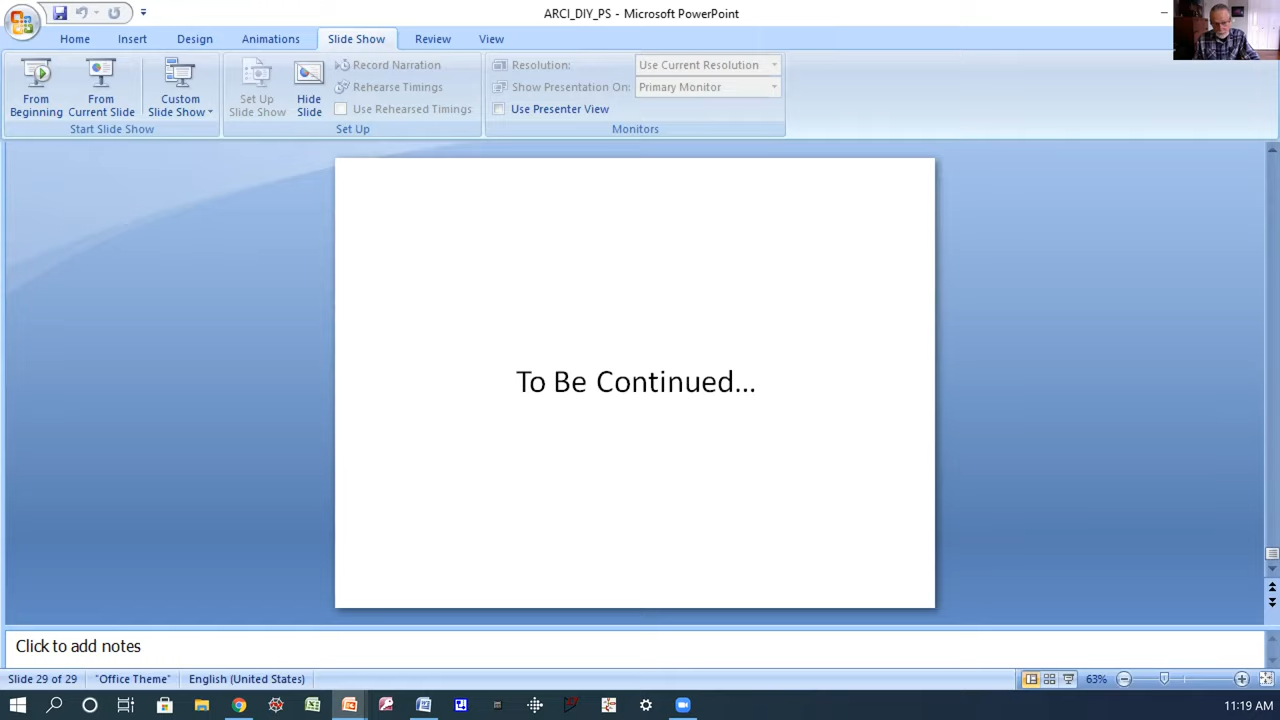 ARCI_DIY_PS - Microsoft PowerPoint
Home Insert Design Animations Slide Show Review View
From Beginning
From Current Slide
Custom Slide Show
Start Slide Show
Set Up Slide Show
Hide Slide
Record Narration
Rehearse Timings
Use Rehearsed Timings
Set Up
Resolution: Use Current Resolution
Show Presentation On: Primary Monitor
Use Presenter View
Monitors
To Be Continued...
Click to add notes
Slide 29 of 29 "Office Theme" English (United States) 63%
11:19 AM